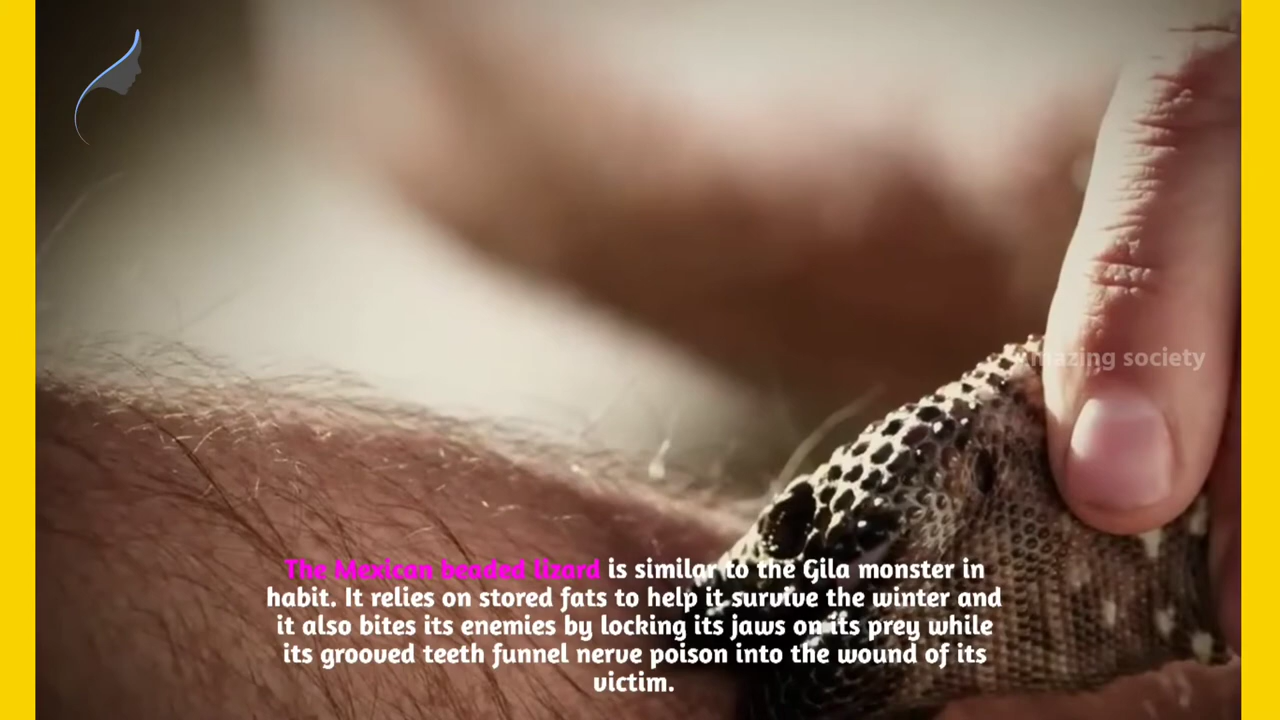 Amazing society
The Mexican beaded lizard is similar to the Gila monster in
habit. It relies on stored fats to help it survive the winter and
it also bites its enemies by locking its jaws on its prey while
its grooved teeth funnel nerve poison into the wound of its
victim.